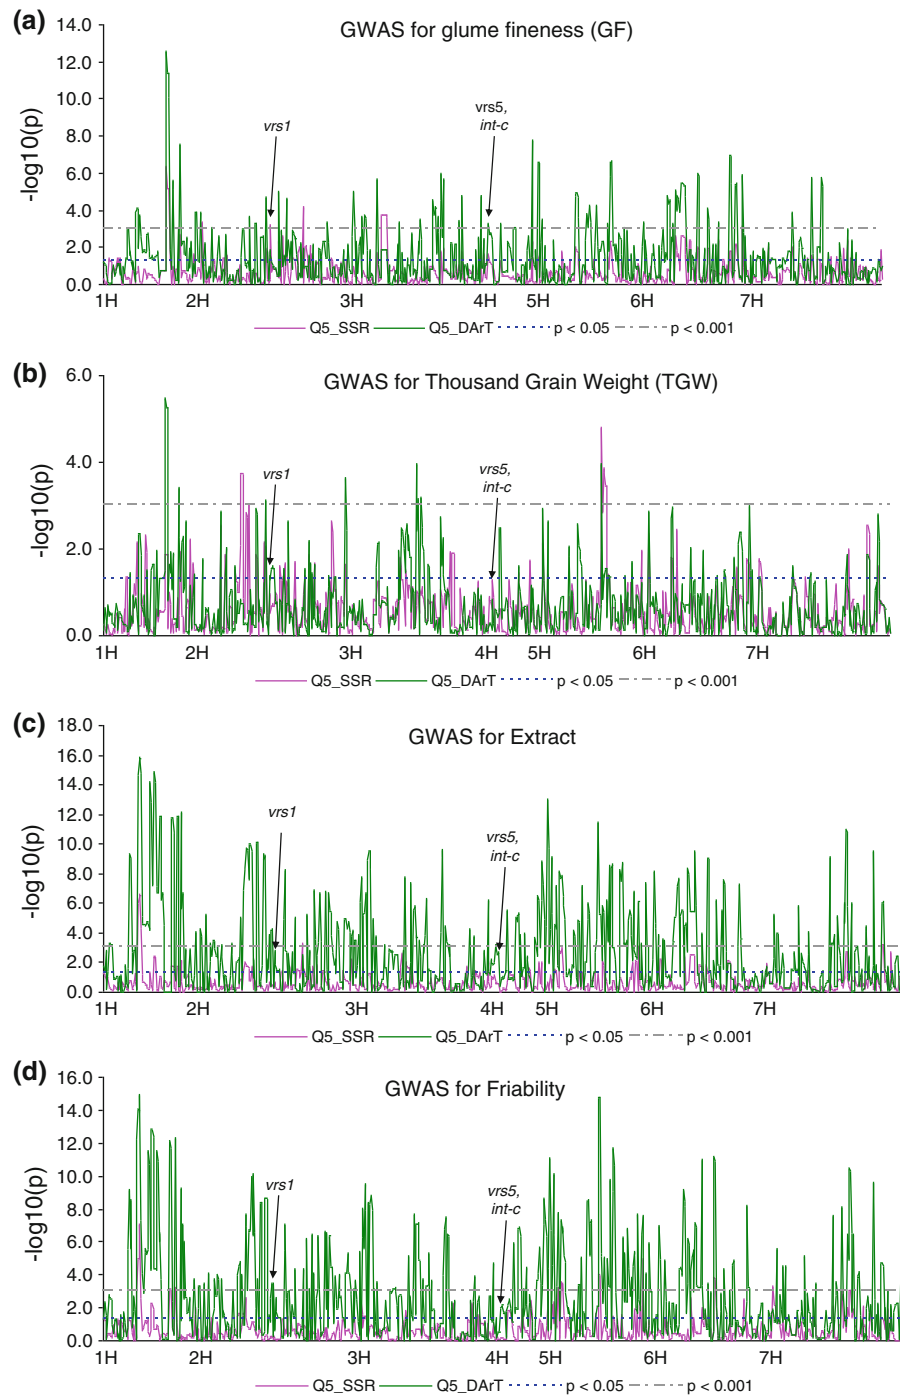 (a)
GWAS for glume fineness (GF)
14.0
12.0
10.0
8.0
6.0
4.0
2.0
0.0
-log10(p)
vrs1
vrs5,
int-c
1H 2H 3H 4H 5H 6H 7H
Q5_SSR Q5_DArT p < 0.05 p < 0.001
(b)
GWAS for Thousand Grain Weight (TGW)
6.0
4.0
2.0
0.0
-log10(p)
vrs1
vrs5,
int-c
1H 2H 3H 4H 5H 6H 7H
Q5_SSR Q5_DArT p < 0.05 p < 0.001
(c)
GWAS for Extract
18.0
16.0
14.0
12.0
10.0
8.0
6.0
4.0
2.0
0.0
-log10(p)
vrs1
vrs5,
int-c
1H 2H 3H 4H 5H 6H 7H
Q5_SSR Q5_DArT p < 0.05 p < 0.001
(d)
GWAS for Friability
16.0
14.0
12.0
10.0
8.0
6.0
4.0
2.0
0.0
-log10(p)
vrs1
vrs5,
int-c
1H 2H 3H 4H 5H 6H 7H
Q5_SSR Q5_DArT p < 0.05 p < 0.001